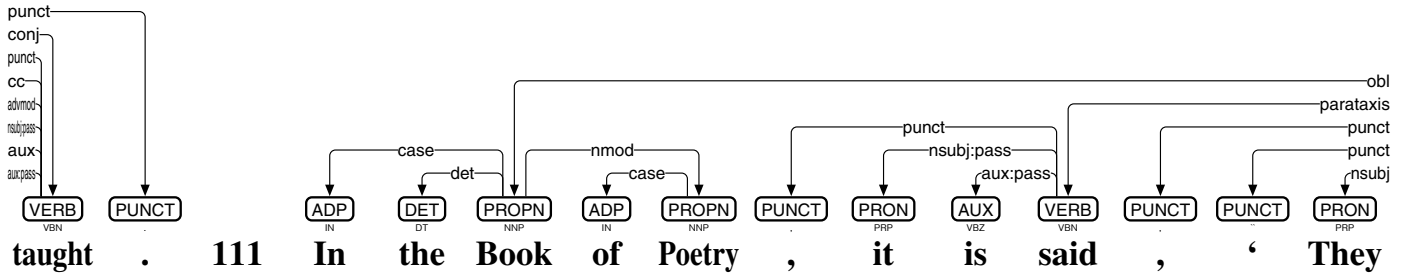 punct
conj
punct
cc
advmod
nsubj:pass
aux
aux:pass
obl
parataxis
punct
punct
punct
case
nmod
nsubj:pass
punct
det
case
aux:pass
nsubj
VERB PUNCT ADP DET PROPN ADP PROPN PUNCT PRON AUX VERB PUNCT PUNCT PRON
VBN . IN DT NNP IN NNP , PRP VBZ VBN , `` PRP
taught . 111 In the Book of Poetry , it is said , ‘ They